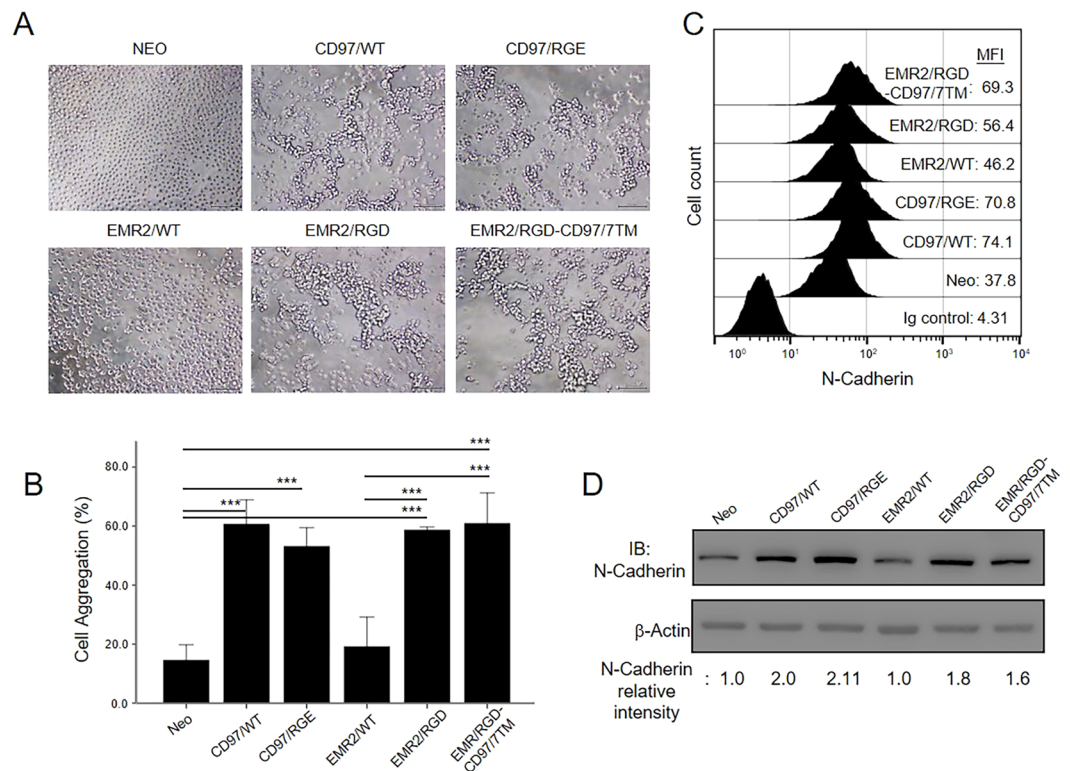 A
NEO
CD97/WT
CD97/RGE
EMR2/WT
EMR2/RGD
EMR2/RGD-CD97/7TM
B
Cell Aggregation (%)
80.0
60.0
40.0
20.0
0.0
***
***
***
***
***
***
Neo
CD97/WT
CD97/RGE
EMR2/WT
EMR2/RGD
EMR/RGD-
CD97/7TM
C
MFI
EMR2/RGD
-CD97/7TM: 69.3
EMR2/RGD: 56.4
EMR2/WT: 46.2
CD97/RGE: 70.8
CD97/WT: 74.1
Neo: 37.8
Ig control: 4.31
Cell count
10⁰ 10¹ 10² 10³ 10⁴
N-Cadherin
D
Neo
CD97/WT
CD97/RGE
EMR2/WT
EMR2/RGD
EMR/RGD-
CD97/7TM
IB:
N-Cadherin
β-Actin
N-Cadherin
relative
intensity
: 1.0 2.0 2.11 1.0 1.8 1.6